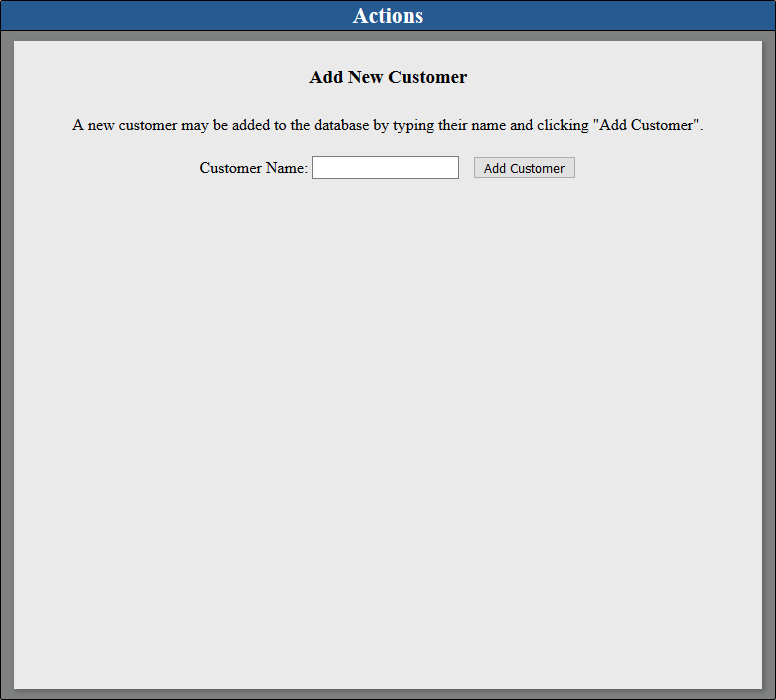 Actions
Add New Customer
A new customer may be added to the database by typing their name and clicking "Add Customer".
Customer Name: Add Customer